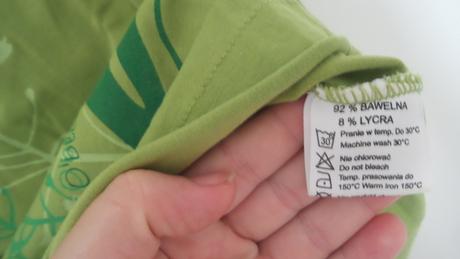 92 % BAWEŁNA
8 % LYCRA
30
Pranie w temp. Do 30°C
Machine wash 30°C
Nie chlorować
Do not bleach
Temp. prasowania do
150°C Warm iron 150°C